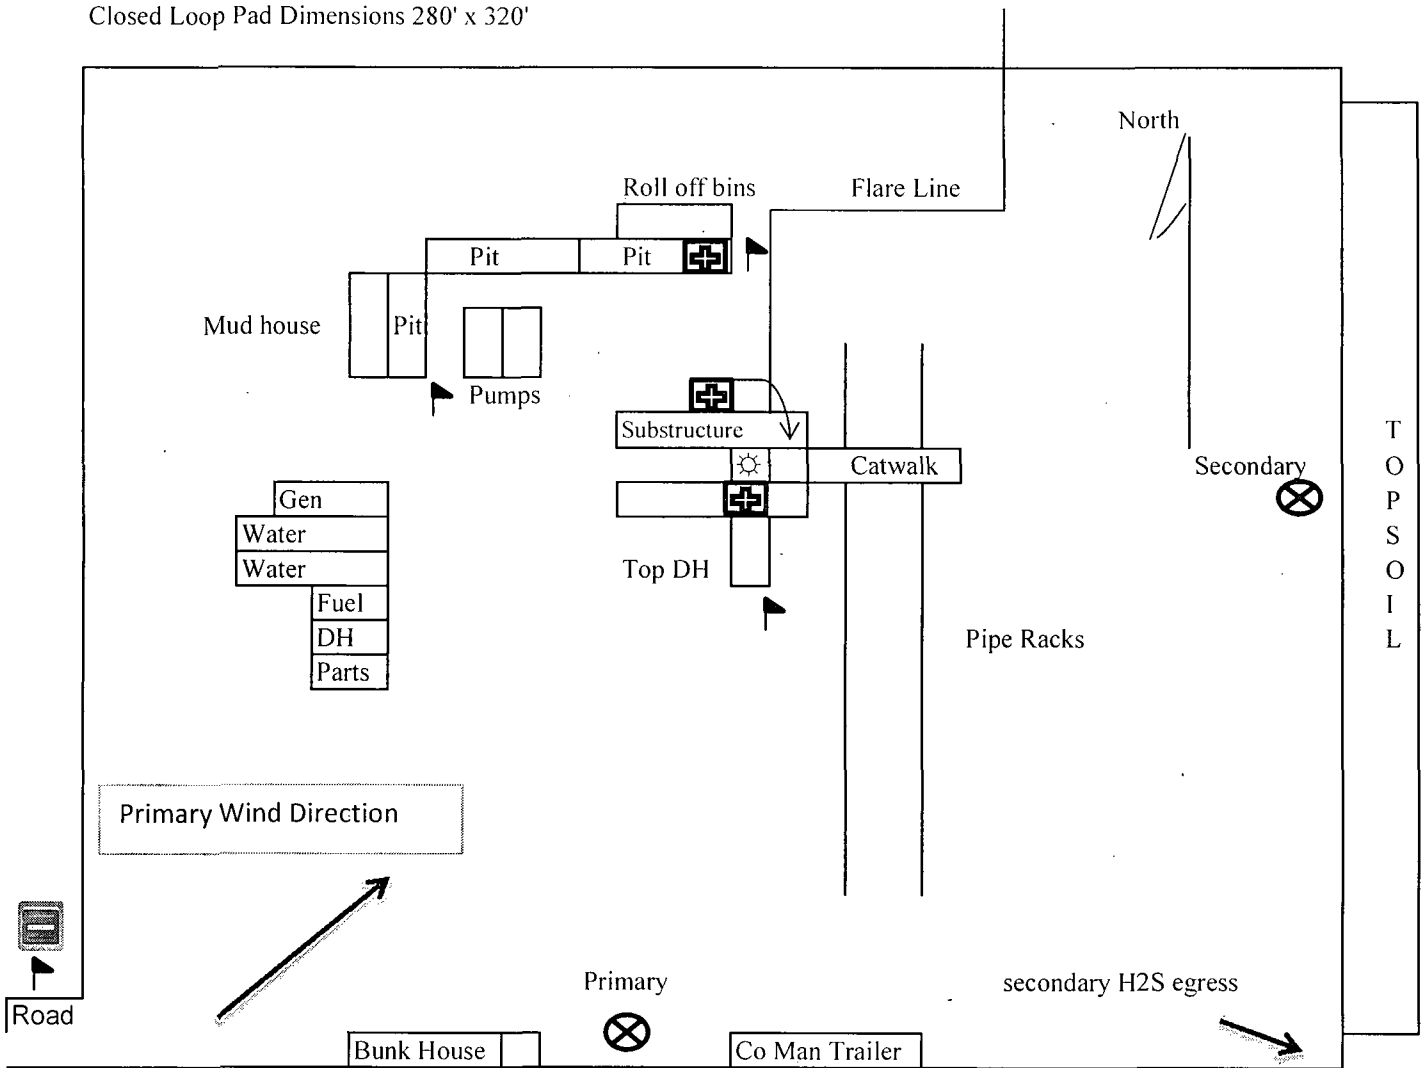 Closed Loop Pad Dimensions 280' x 320'
North
Roll off bins
Flare Line
Pit
Pit
Mud house
Pit
Pumps
Substructure
Catwalk
Secondary
TOPSOIL
Gen
Water
Water
Top DH
Fuel
DH
Parts
Pipe Racks
Primary Wind Direction
Primary
secondary H2S egress
Road
Bunk House
Co Man Trailer